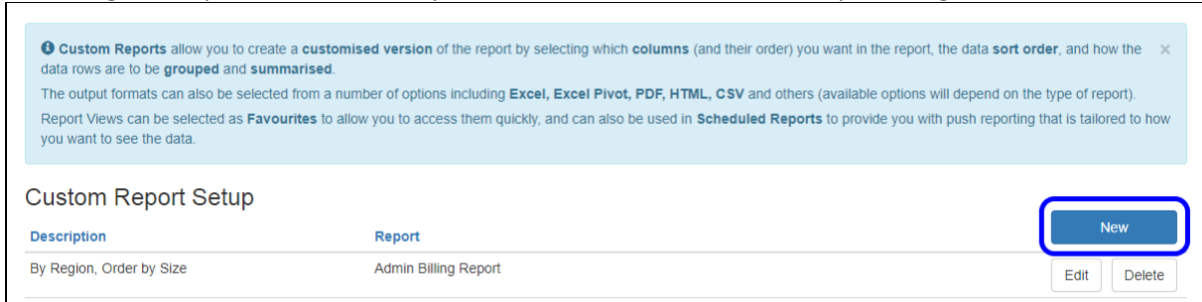 Custom Reports allow you to create a customised version of the report by selecting which columns (and their order) you want in the report, the data sort order, and how the ×
data rows are to be grouped and summarised.
The output formats can also be selected from a number of options including Excel, Excel Pivot, PDF, HTML, CSV and others (available options will depend on the type of report).
Report Views can be selected as Favourites to allow you to access them quickly, and can also be used in Scheduled Reports to provide you with push reporting that is tailored to how
you want to see the data.
Custom Report Setup
New
Description Report
By Region, Order by Size Admin Billing Report Edit Delete